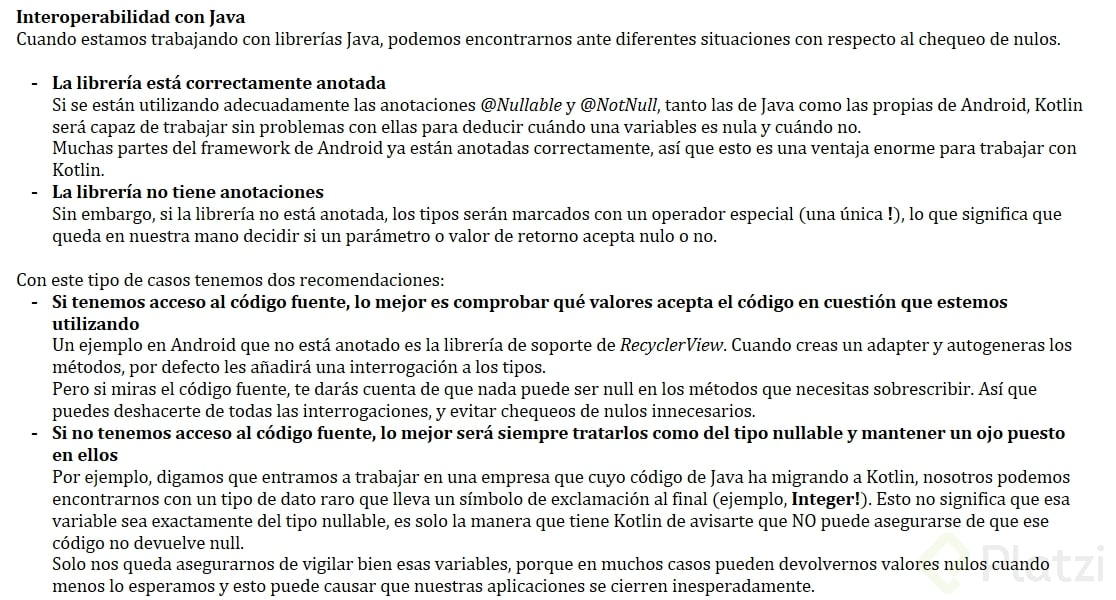 Interoperabilidad con Java
Cuando estamos trabajando con librerías Java, podemos encontrarnos ante diferentes situaciones con respecto al chequeo de nulos.
- La librería está correctamente anotada
Si se están utilizando adecuadamente las anotaciones @Nullable y @NotNull, tanto las de Java como las propias de Android, Kotlin
será capaz de trabajar sin problemas con ellas para deducir cuándo una variables es nula y cuándo no.
Muchas partes del framework de Android ya están anotadas correctamente, así que esto es una ventaja enorme para trabajar con
Kotlin.
- La librería no tiene anotaciones
Sin embargo, si la librería no está anotada, los tipos serán marcados con un operador especial (una única !), lo que significa que
queda en nuestra mano decidir si un parámetro o valor de retorno acepta nulo o no.
Con este tipo de casos tenemos dos recomendaciones:
- Si tenemos acceso al código fuente, lo mejor es comprobar qué valores acepta el código en cuestión que estemos
utilizando
Un ejemplo en Android que no está anotado es la librería de soporte de RecyclerView. Cuando creas un adapter y autogeneras los
métodos, por defecto les añadirá una interrogación a los tipos.
Pero si miras el código fuente, te darás cuenta de que nada puede ser null en los métodos que necesitas sobrescribir. Así que
puedes deshacerte de todas las interrogaciones, y evitar chequeos de nulos innecesarios.
- Si no tenemos acceso al código fuente, lo mejor será siempre tratarlos como del tipo nullable y mantener un ojo puesto
en ellos
Por ejemplo, digamos que entramos a trabajar en una empresa que cuyo código de Java ha migrando a Kotlin, nosotros podemos
encontrarnos con un tipo de dato raro que lleva un símbolo de exclamación al final (ejemplo, Integer!). Esto no significa que esa
variable sea exactamente del tipo nullable, es solo la manera que tiene Kotlin de avisarte que NO puede asegurarse de que ese
código no devuelve null.
Solo nos queda asegurarnos de vigilar bien esas variables, porque en muchos casos pueden devolvernos valores nulos cuando
menos lo esperamos y esto puede causar que nuestras aplicaciones se cierren inesperadamente.
Platzi